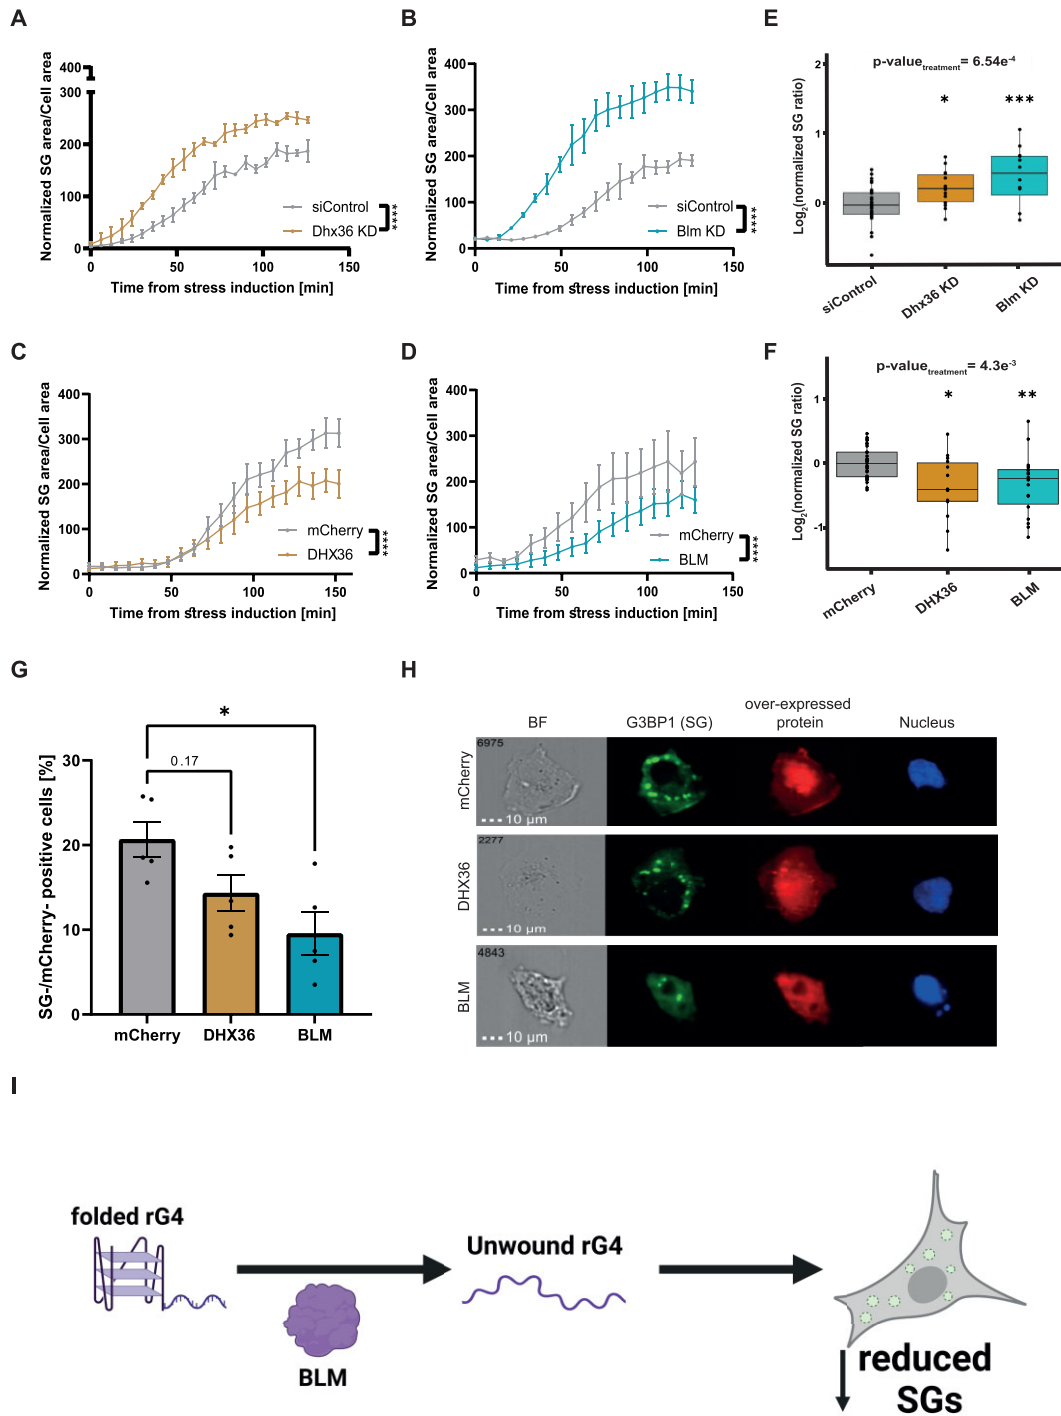 A
Normalized SG area/Cell area
400
300
200
100
0
0 50 100 150
siControl
Dhx36 KD
****
Time from stress induction [min]
B
Normalized SG area/Cell area
400
300
200
100
0
0 50 100 150
siControl
Blm KD
****
Time from stress induction [min]
E
p-value treatment = 6.54e-4
Log2(normalized SG ratio)
2
1
0
* ***
siControl
Dhx36 KD
Blm KD
C
Normalized SG area/Cell area
400
300
200
100
0
0 50 100 150
mCherry
DHX36
****
Time from stress induction [min]
D
Normalized SG area/Cell area
400
300
200
100
0
0 50 100 150
mCherry
BLM
****
Time from stress induction [min]
F
p-value treatment = 4.3e-3
Log2(normalized SG ratio)
1
0
-1
* **
mCherry
DHX36
BLM
G
SG-/mCherry- positive cells [%]
30
20
10
0
*
0.17
mCherry DHX36 BLM
H
BF
G3BP1 (SG)
over-expressed
protein
Nucleus
mCherry
6975
10 µm
DHX36
2277
10 µm
BLM
4843
10 µm
I
folded rG4
BLM
Unwound rG4
reduced
SGs